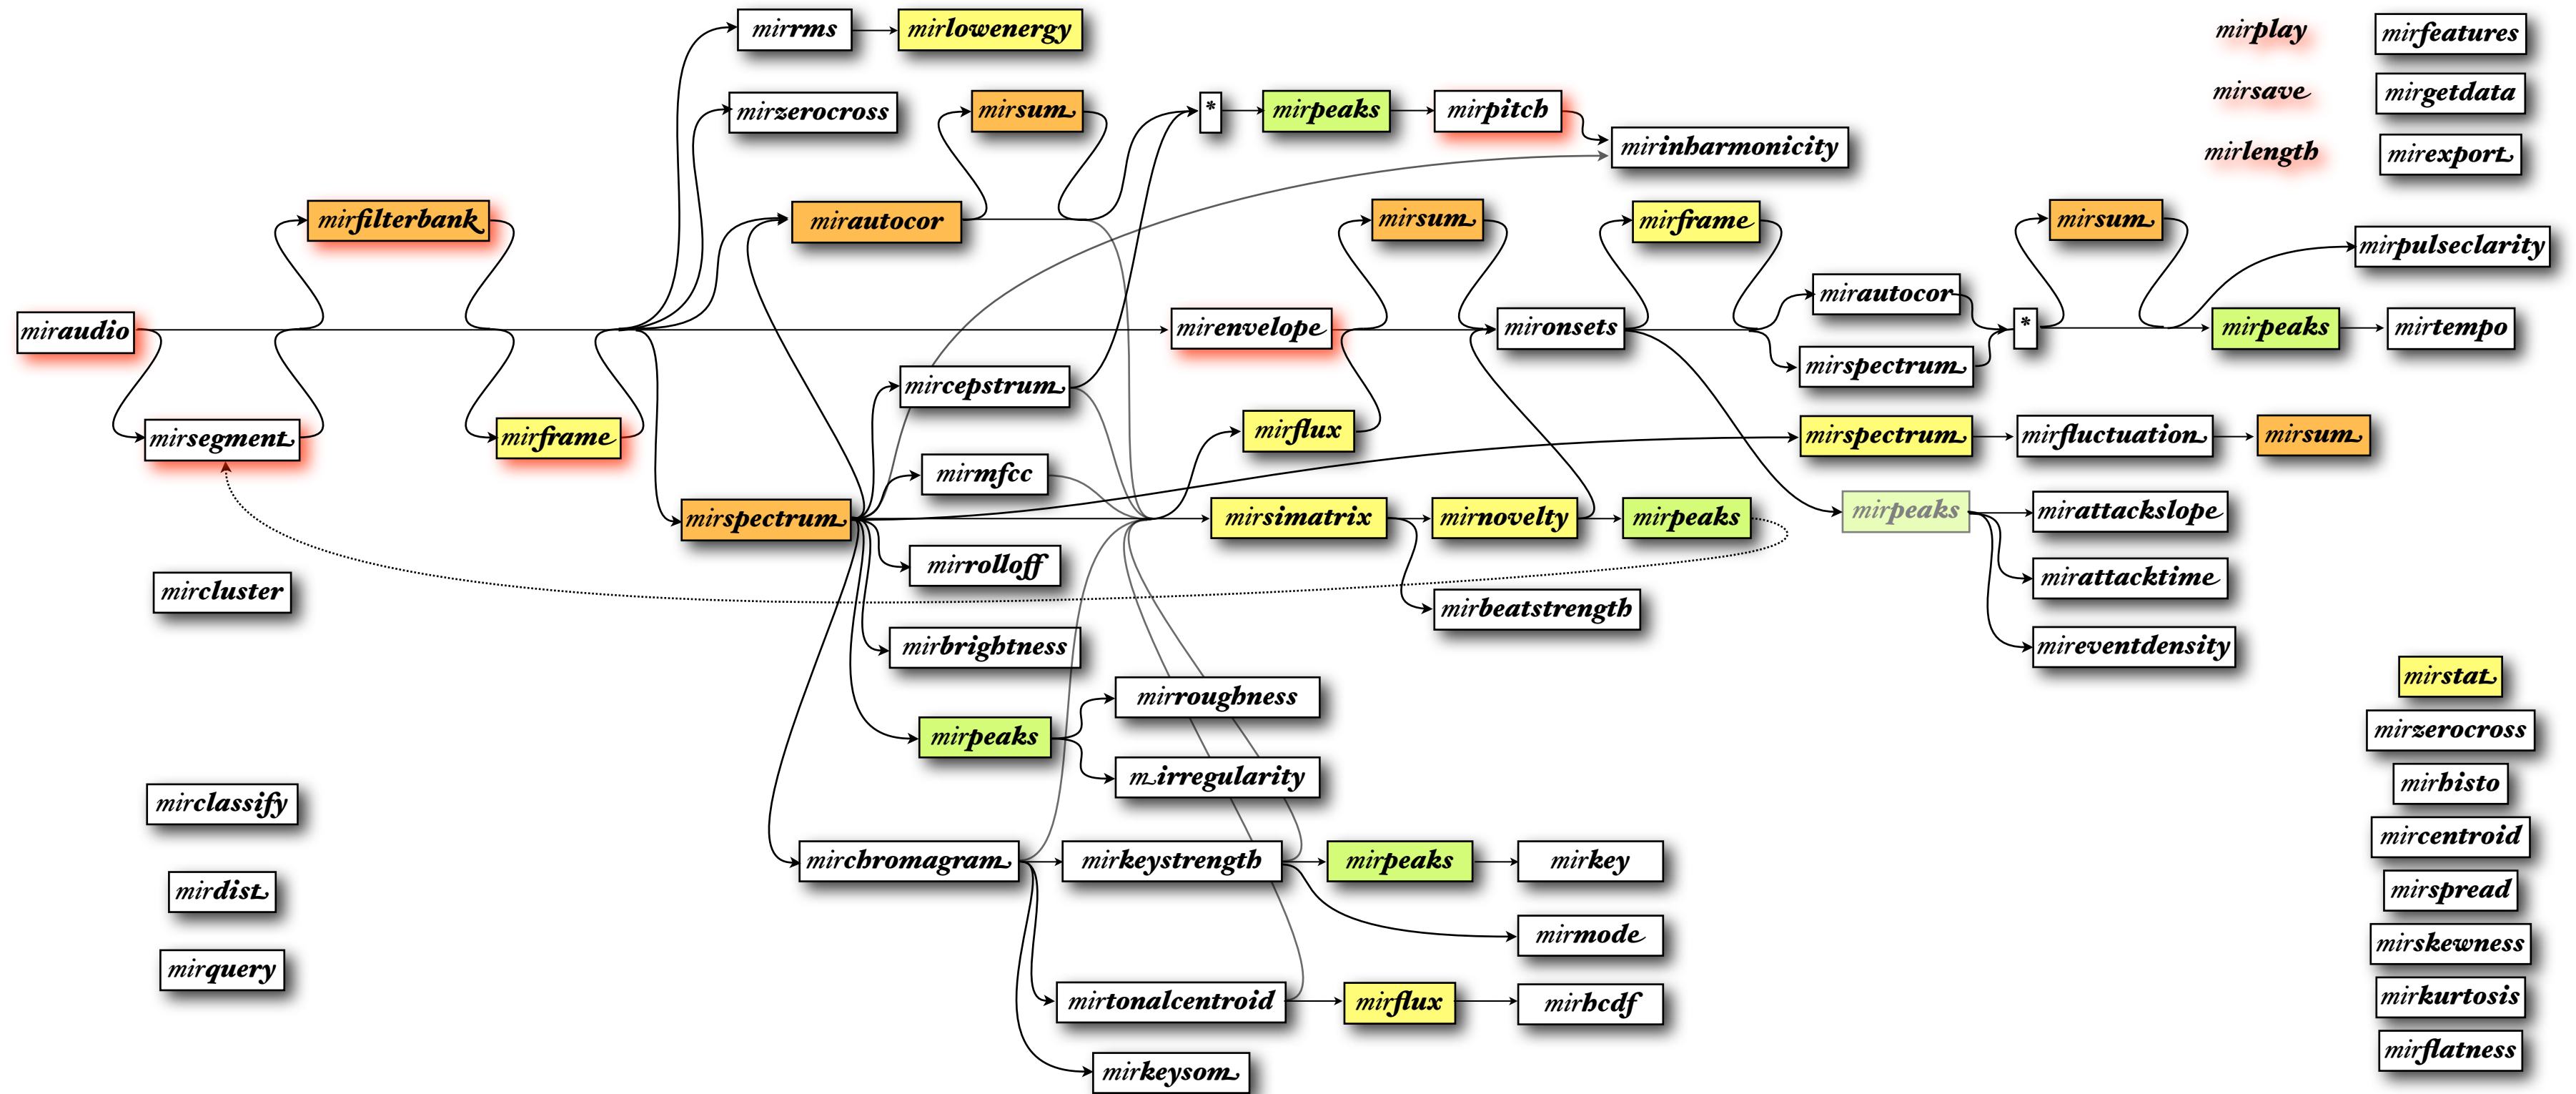 mirrms
mirlowenergy
mirplay
mirfeatures
mirzerocross
mirsum
*
mirpeaks
mirpitch
mirinharmonicity
mirsave
mirgetdata
mirlength
mirexport
mirfilterbank
mirautocor
mirsum
mirframe
mirsum
mirpulseclarity
miraudio
mirenvelope
mironsets
mirautocor
*
mirpeaks
mirtempo
mirspectrum
mircepstrum
mirsegment
mirframe
mirflux
mirspectrum
mirfluctuation
mirsum
mirmfcc
mirspectrum
mirsimatrix
mirnovelty
mirpeaks
mirpeaks
mirattackslope
mirrolloff
mirattacktime
mircluster
mirbeatstrength
mirbrightness
mireventdensity
mirroughness
mirstat
mirpeaks
mirzerocross
m_irregularity
mirhisto
mirclassify
mirchromagram
mirkeystrength
mirpeaks
mirkey
mircentroid
mirdist
mirspread
mirmode
mirskewness
mirquery
mirtonalcentroid
mirflux
mirhcdf
mirkurtosis
mirkeysom
mirflatness